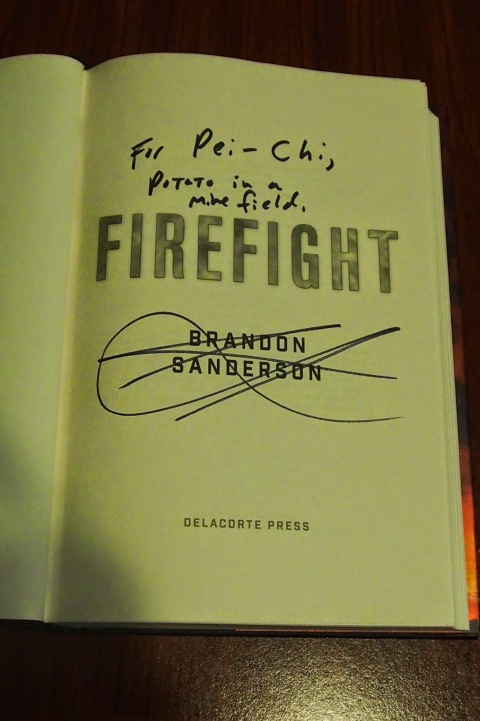 For Pei-Chi,
Potato in a
mine field.
FIREFIGHT
BRANDON
SANDERSON
DELACORTE PRESS